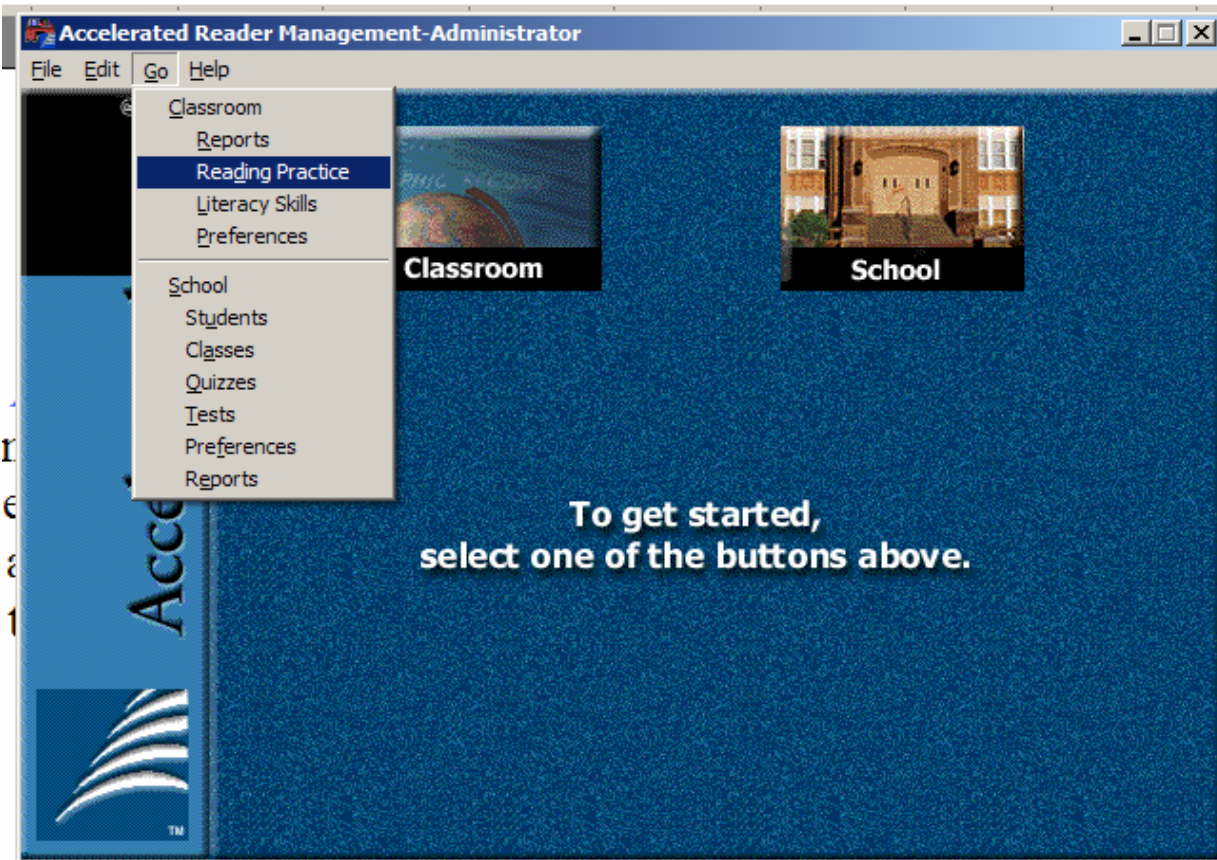 Accelerated Reader Management-Administrator
File Edit Go Help
Classroom
Reports
Reading Practice
Literacy Skills
Preferences
School
Students
Classes
Quizzes
Tests
Preferences
Reports
Classroom
School
To get started,
select one of the buttons above.
Acce
TM